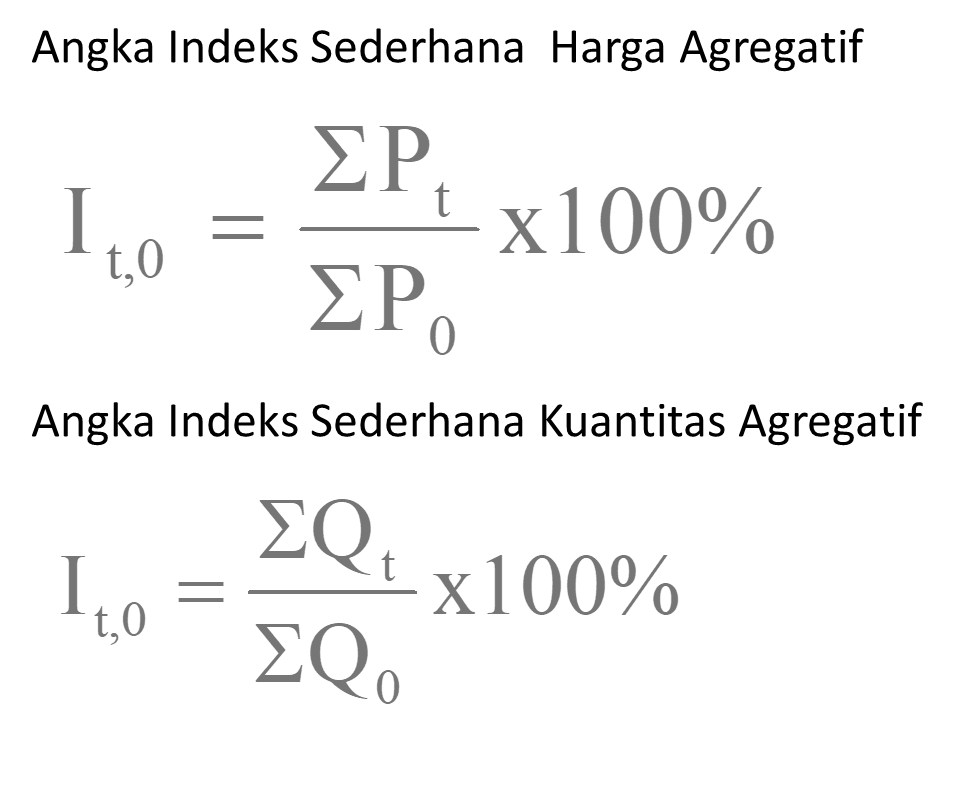 Angka Indeks Sederhana  Harga Agregatif
I t,0 = ΣP t / ΣP 0 x100%
Angka Indeks Sederhana Kuantitas Agregatif
I t,0 = ΣQ t / ΣQ 0 x100%